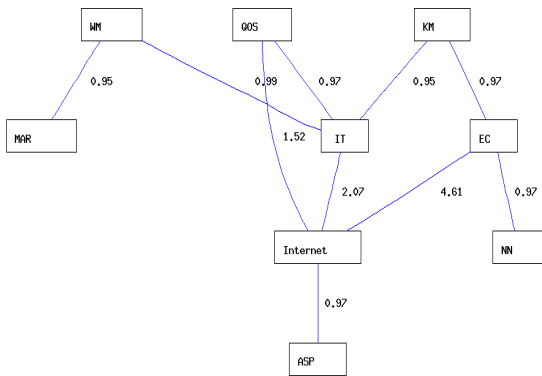 WM
QOS
KM
0.95
0.99
0.97
0.95
0.97
MAR
1.52
IT
EC
2.07
4.61
0.97
Internet
NN
0.97
ASP